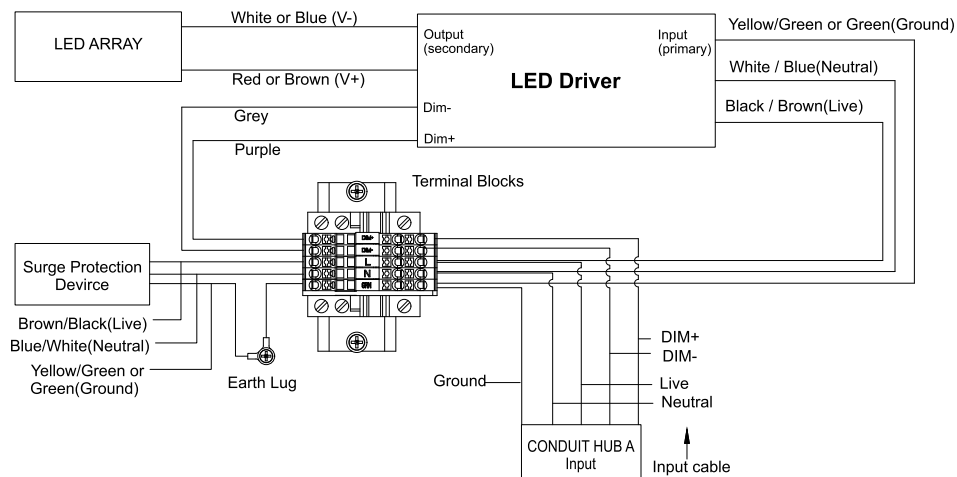 White or Blue (V-)
Yellow/Green or Green(Ground)
LED ARRAY
Output
(secondary)
Input
(primary)
White / Blue(Neutral)
Red or Brown (V+)
LED Driver
Black / Brown(Live)
Grey
Dim-
Purple
Dim+
Terminal Blocks
DIM+
DIM+
L
N
GRN
Surge Protection
Devirce
Brown/Black(Live)
Blue/White(Neutral)
Yellow/Green or
Green(Ground)
Earth Lug
DIM+
DIM-
Ground
Live
Neutral
CONDUIT HUB A
Input
Input cable